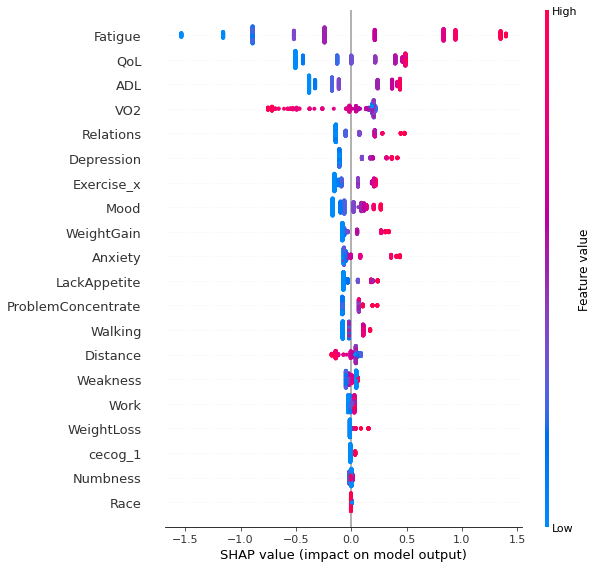 High
Fatigue
QoL
ADL
VO2
Relations
Depression
Exercise_x
Mood
WeightGain
Anxiety
LackAppetite
ProblemConcentrate
Walking
Distance
Weakness
Work
WeightLoss
cecog_1
Numbness
Race
Feature value
Low
−1.5 −1.0 −0.5 0.0 0.5 1.0 1.5
SHAP value (impact on model output)